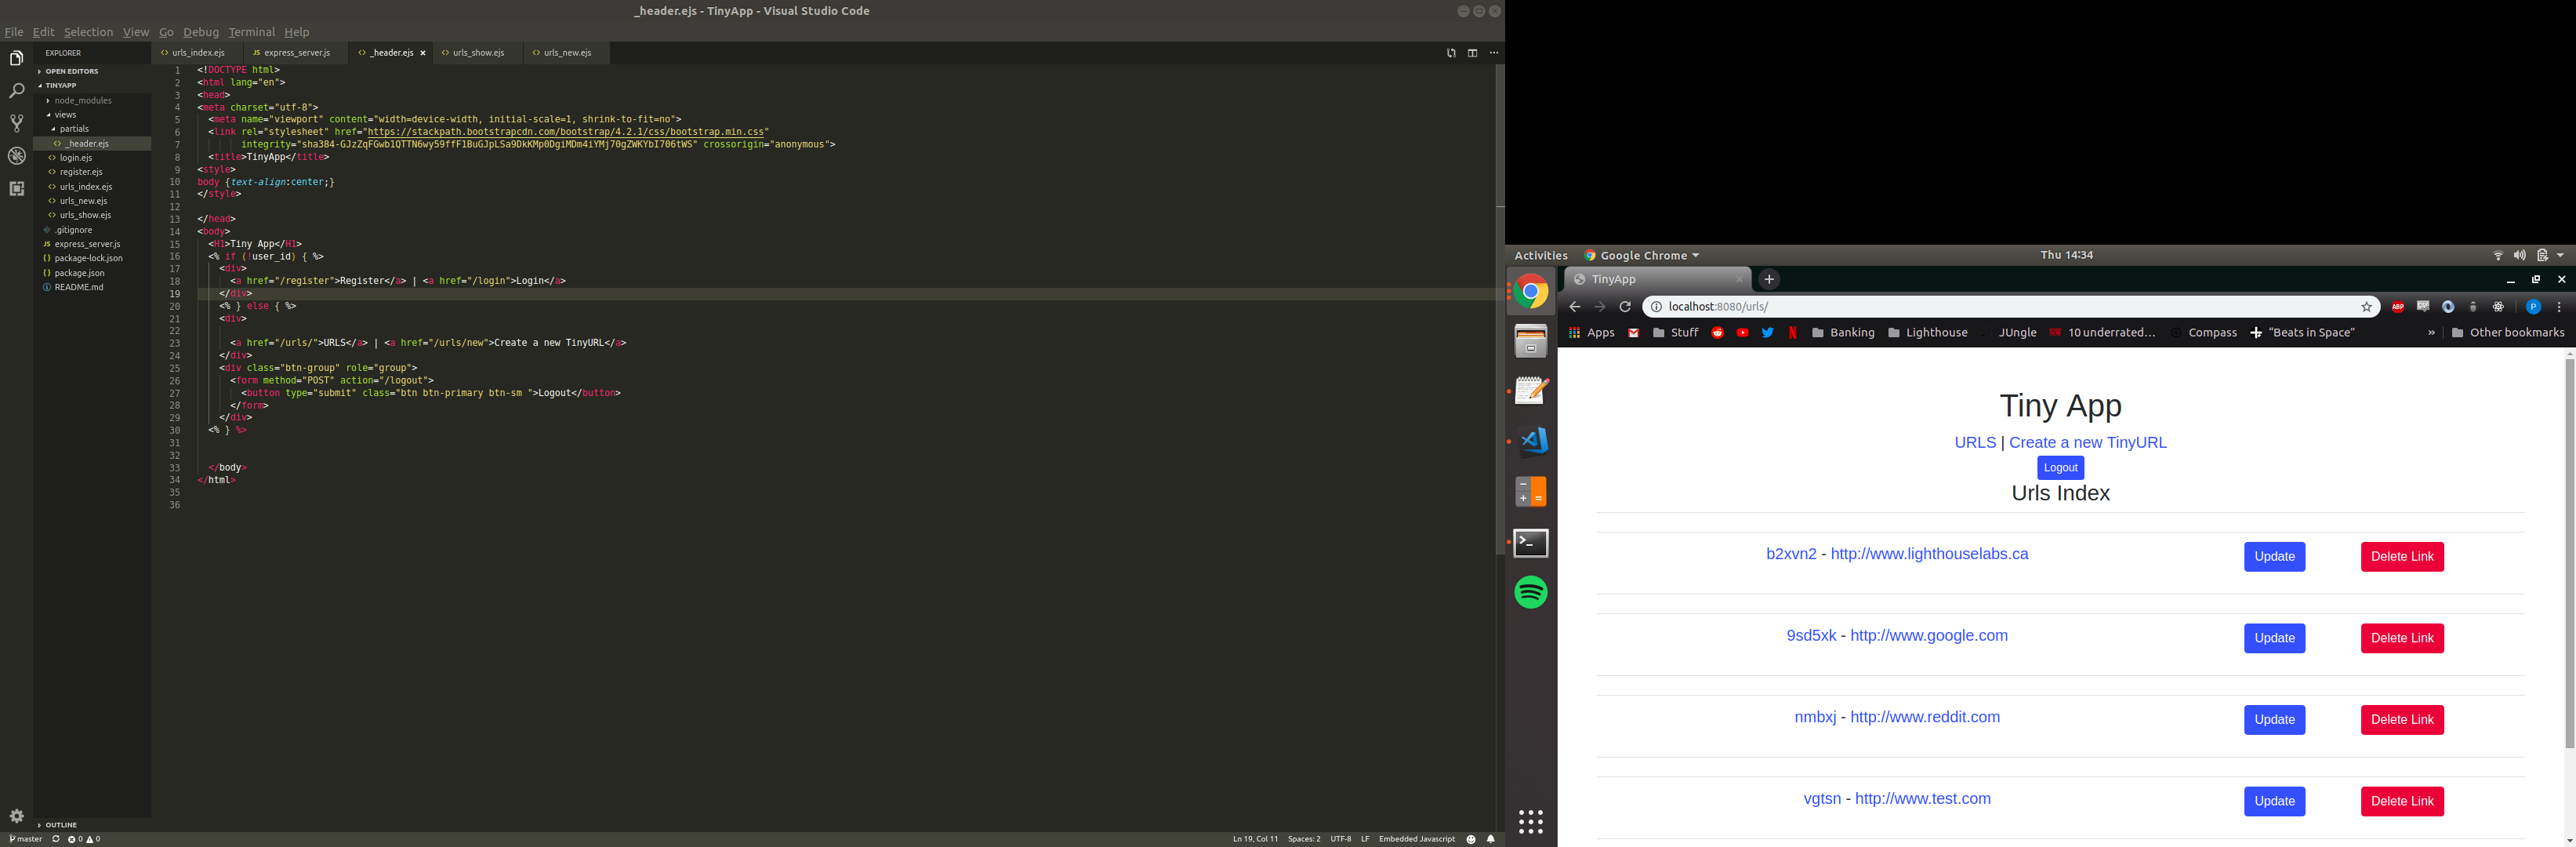 _header.ejs - TinyApp - Visual Studio Code
File Edit Selection View Go Debug Terminal Help
EXPLORER
OPEN EDITORS
TINYAPP
node_modules
views
partials
_header.ejs
login.ejs
register.ejs
urls_index.ejs
urls_new.ejs
urls_show.ejs
.gitignore
JS express_server.js
{} package-lock.json
{} package.json
README.md
OUTLINE
urls_index.ejs JS express_server.js _header.ejs × urls_show.ejs urls_new.ejs
1 <!DOCTYPE html>
2 <html lang="en">
3 <head>
4 <meta charset="utf-8">
5 <meta name="viewport" content="width=device-width, initial-scale=1, shrink-to-fit=no">
6 <link rel="stylesheet" href="https://stackpath.bootstrapcdn.com/bootstrap/4.2.1/css/bootstrap.min.css"
7 integrity="sha384-GJzZqFGwb1QTTN6wy59ffF1BuGJpLSa9DkKMp0DgiMDm4iYMj70gZWKYbI706tWS" crossorigin="anonymous">
8 <title>TinyApp</title>
9 <style>
10 body {text-align:center;}
11 </style>
12
13 </head>
14 <body>
15 <H1>Tiny App</H1>
16 <% if (!user_id) { %>
17 <div>
18 <a href="/register">Register</a> | <a href="/login">Login</a>
19 </div>
20 <% } else { %>
21 <div>
22
23 <a href="/urls/">URLS</a> | <a href="/urls/new">Create a new TinyURL</a>
24 </div>
25 <div class="btn-group" role="group">
26 <form method="POST" action="/logout">
27 <button type="submit" class="btn btn-primary btn-sm ">Logout</button>
28 </form>
29 </div>
30 <% } %>
31
32
33 </body>
34 </html>
35
36
master 0 0
Ln 19, Col 11 Spaces: 2 UTF-8 LF Embedded Javascript
Activities Google Chrome Thu 14:34
TinyApp
localhost:8080/urls/
ABP
P
Apps Stuff Banking Lighthouse JUngle 10 underrated... Compass "Beats in Space" » Other bookmarks
Tiny App
URLS | Create a new TinyURL
Logout
Urls Index
b2xvn2 - http://www.lighthouselabs.ca Update Delete Link
9sd5xk - http://www.google.com Update Delete Link
nmbxj - http://www.reddit.com Update Delete Link
vgtsn - http://www.test.com Update Delete Link